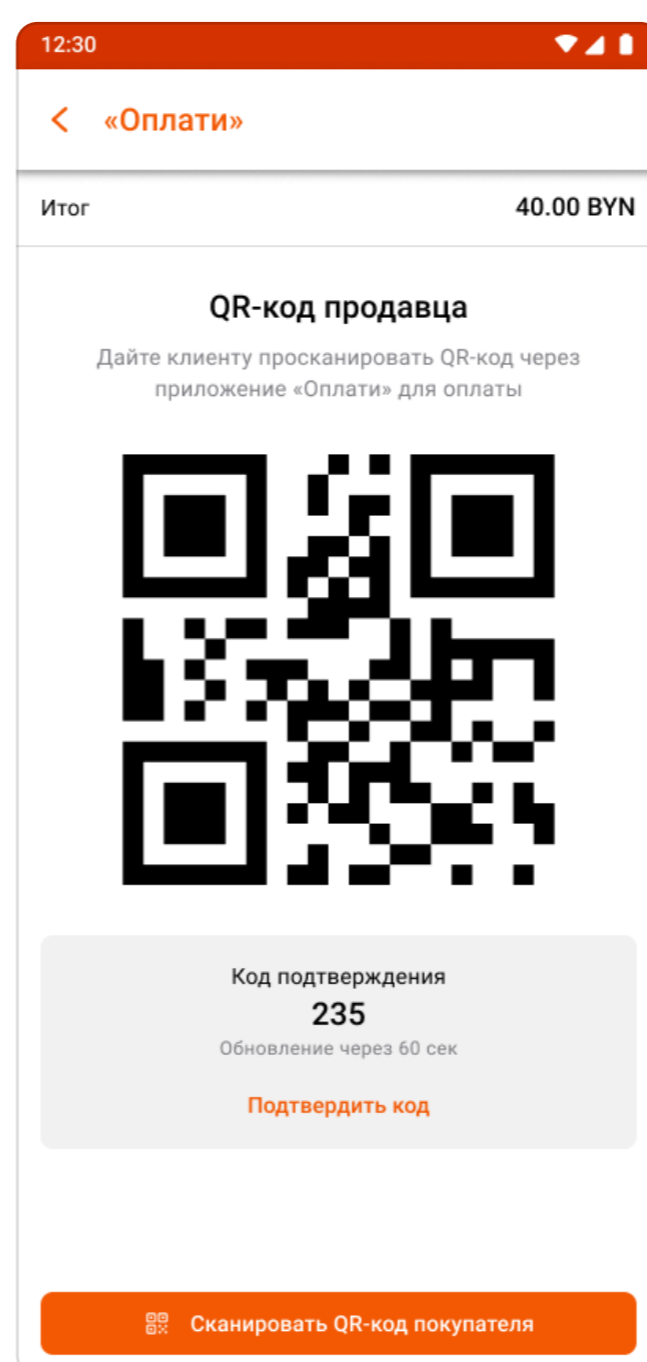 12:30
«Оплати»
Итог 40.00 BYN
QR-код продавца
Дайте клиенту просканировать QR-код через
приложение «Оплати» для оплаты
Код подтверждения
235
Обновление через 60 сек
Подтвердить код
Сканировать QR-код покупателя